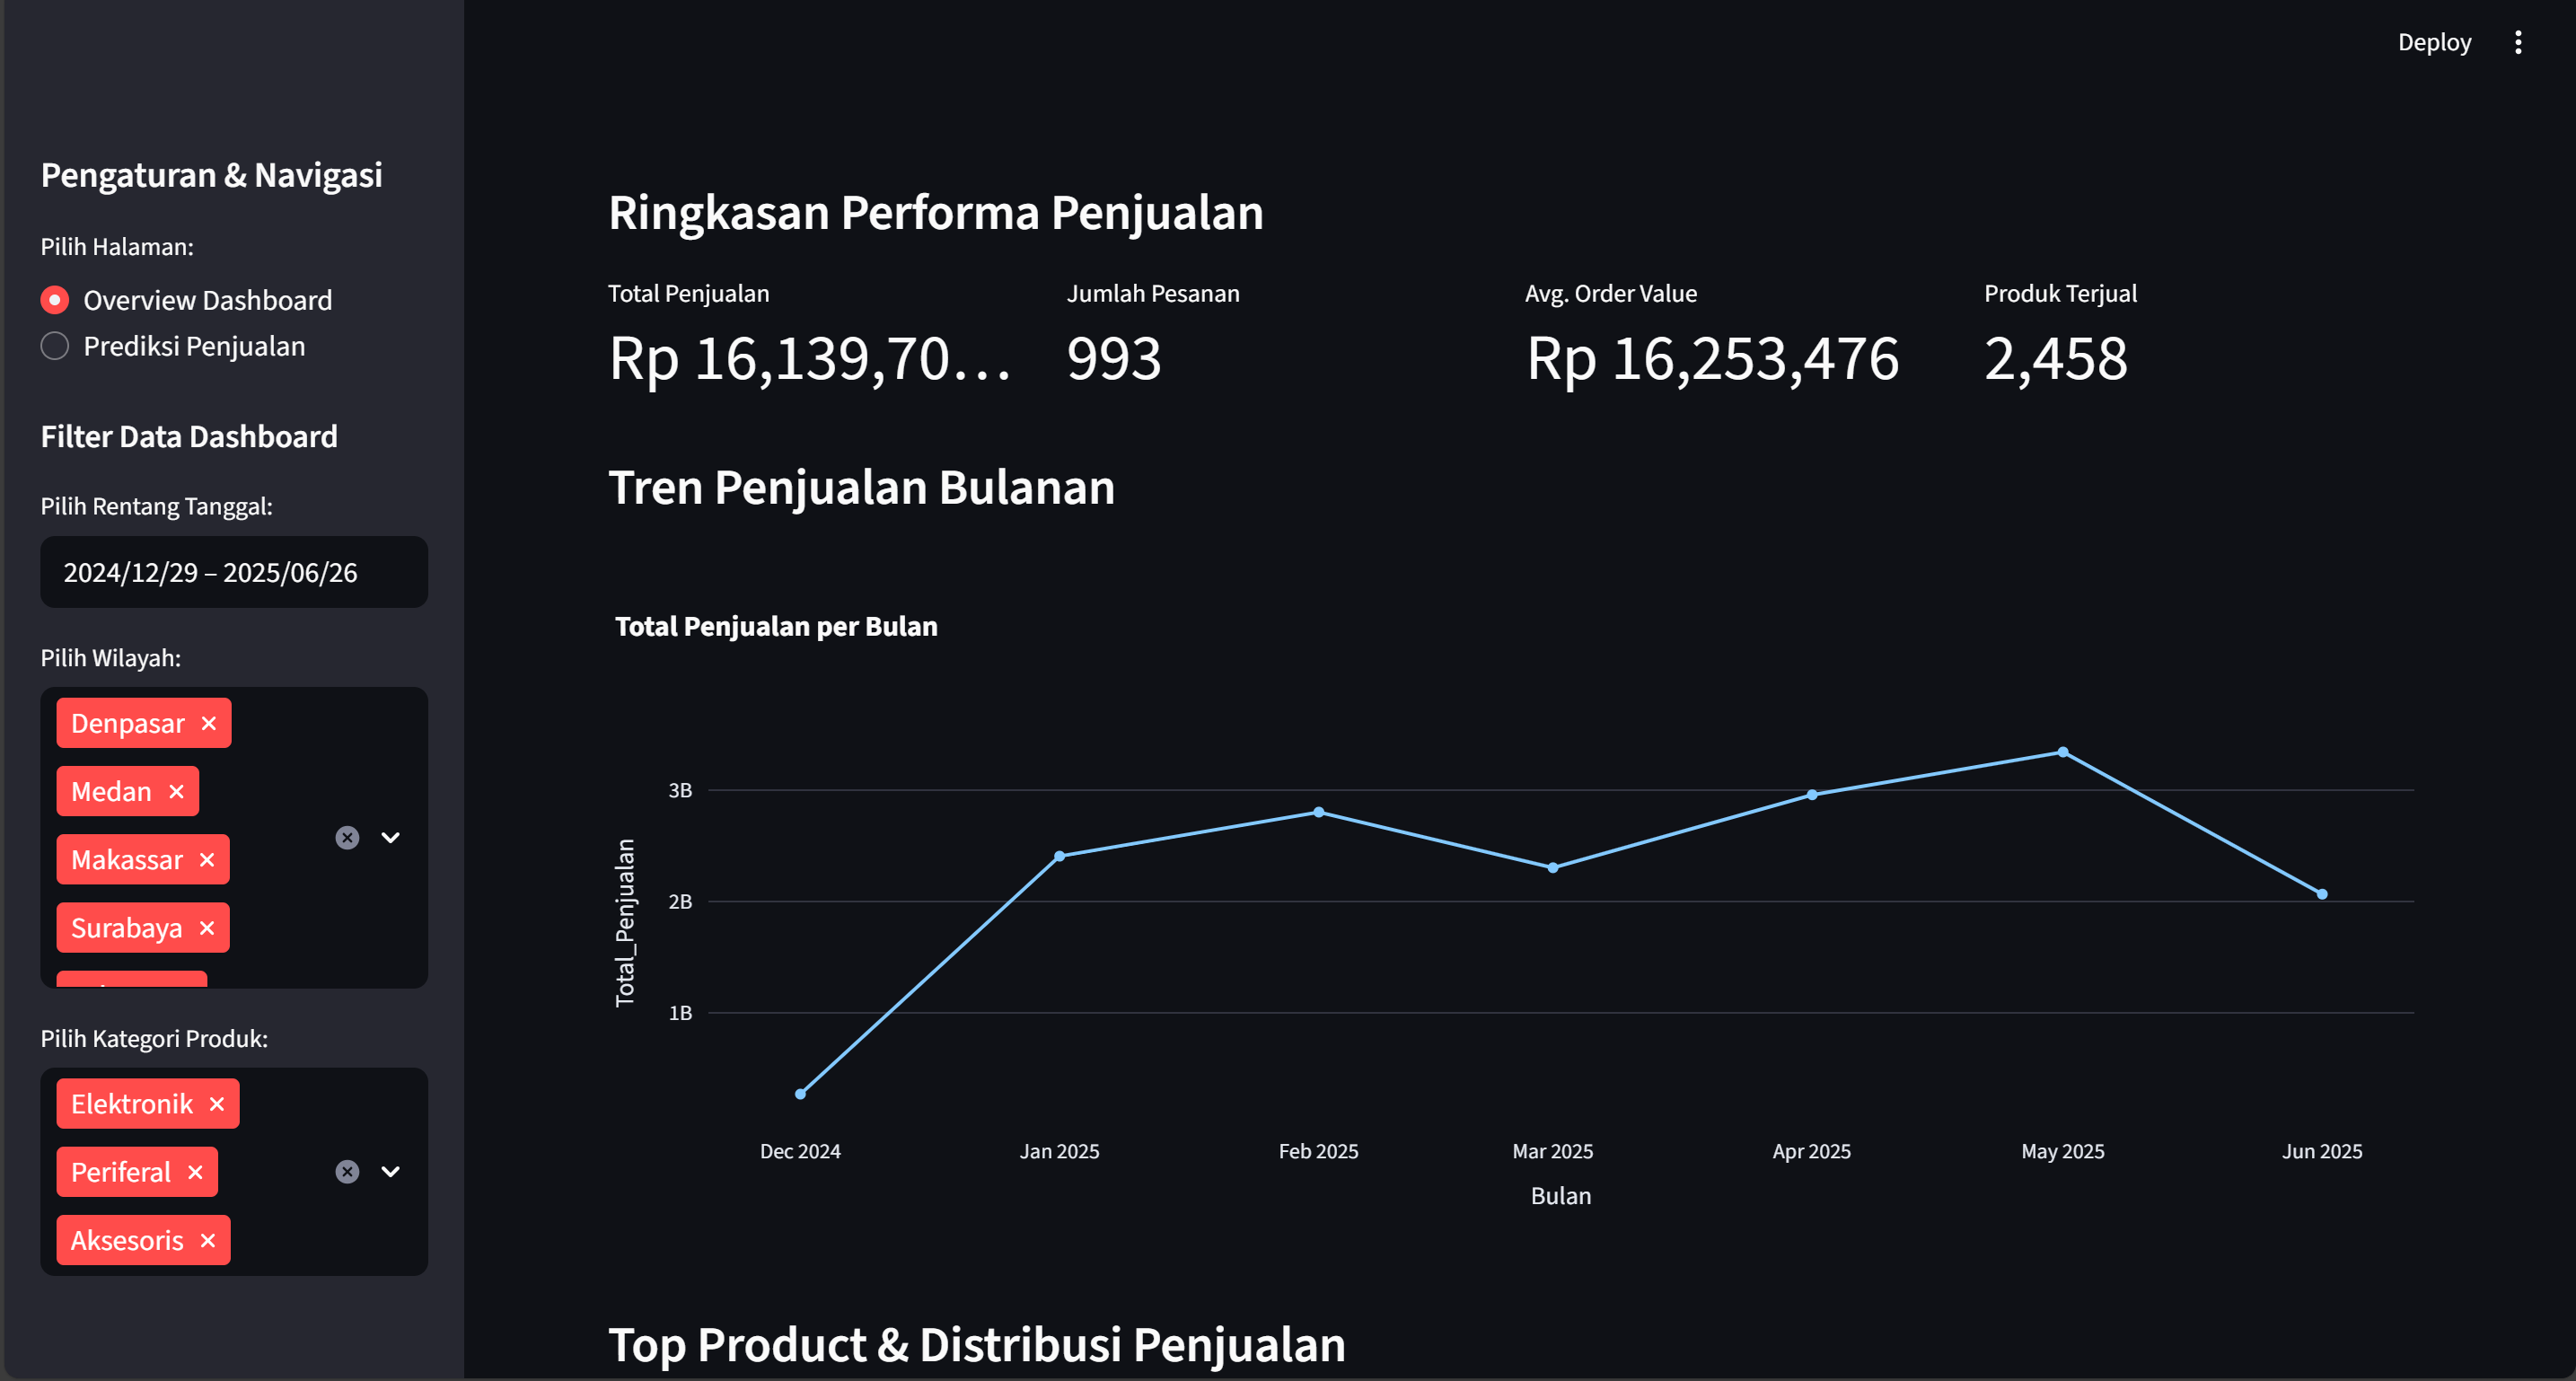 Deploy
Pengaturan & Navigasi
Pilih Halaman:
Overview Dashboard
Prediksi Penjualan
Filter Data Dashboard
Pilih Rentang Tanggal:
2024/12/29 – 2025/06/26
Pilih Wilayah:
Denpasar
Medan
Makassar
Surabaya
Pilih Kategori Produk:
Elektronik
Periferal
Aksesoris
Ringkasan Performa Penjualan
Total Penjualan
Rp 16,139,70…
Jumlah Pesanan
993
Avg. Order Value
Rp 16,253,476
Produk Terjual
2,458
Tren Penjualan Bulanan
Total Penjualan per Bulan
Total_Penjualan
3B
2B
1B
Dec 2024
Jan 2025
Feb 2025
Mar 2025
Apr 2025
May 2025
Jun 2025
Bulan
Top Product & Distribusi Penjualan